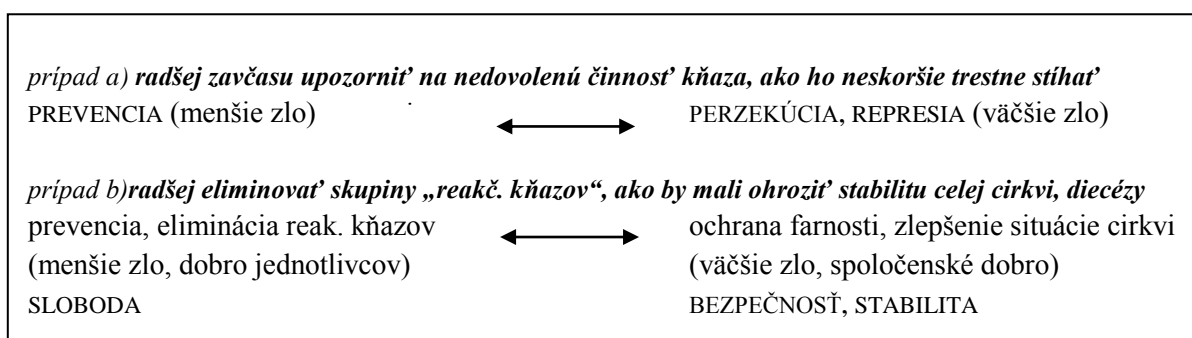 prípad a) radšej zavčasu upozorniť na nedovolenú činnosť kňaza, ako ho neskoršie trestne stíhať
PREVENCIA (menšie zlo) PERZEKÚCIA, REPRESIA (väčšie zlo)
prípad b)radšej eliminovať skupiny „reakč. kňazov“, ako by mali ohroziť stabilitu celej cirkvi, diecézy
prevencia, eliminácia reak. kňazov ochrana farnosti, zlepšenie situácie cirkvi
(menšie zlo, dobro jednotlivcov) (väčšie zlo, spoločenské dobro)
SLOBODA BEZPEČNOSŤ, STABILITA